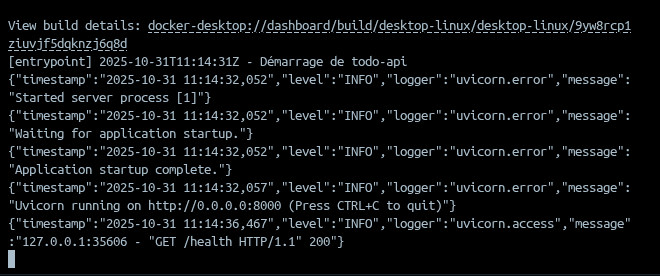 View build details: docker-desktop://dashboard/build/desktop-linux/desktop-linux/9yw8rcp1
ziuvjf5dqknzj6q8d
[entrypoint] 2025-10-31T11:14:31Z - Démarrage de todo-api
{"timestamp":"2025-10-31 11:14:32,052","level":"INFO","logger":"uvicorn.error","message":
"Started server process [1]"}
{"timestamp":"2025-10-31 11:14:32,052","level":"INFO","logger":"uvicorn.error","message":
"Waiting for application startup."}
{"timestamp":"2025-10-31 11:14:32,052","level":"INFO","logger":"uvicorn.error","message":
"Application startup complete."}
{"timestamp":"2025-10-31 11:14:32,057","level":"INFO","logger":"uvicorn.error","message":
"Uvicorn running on http://0.0.0.0:8000 (Press CTRL+C to quit)"}
{"timestamp":"2025-10-31 11:14:36,467","level":"INFO","logger":"uvicorn.access","message"
:"127.0.0.1:35606 - "GET /health HTTP/1.1" 200"}